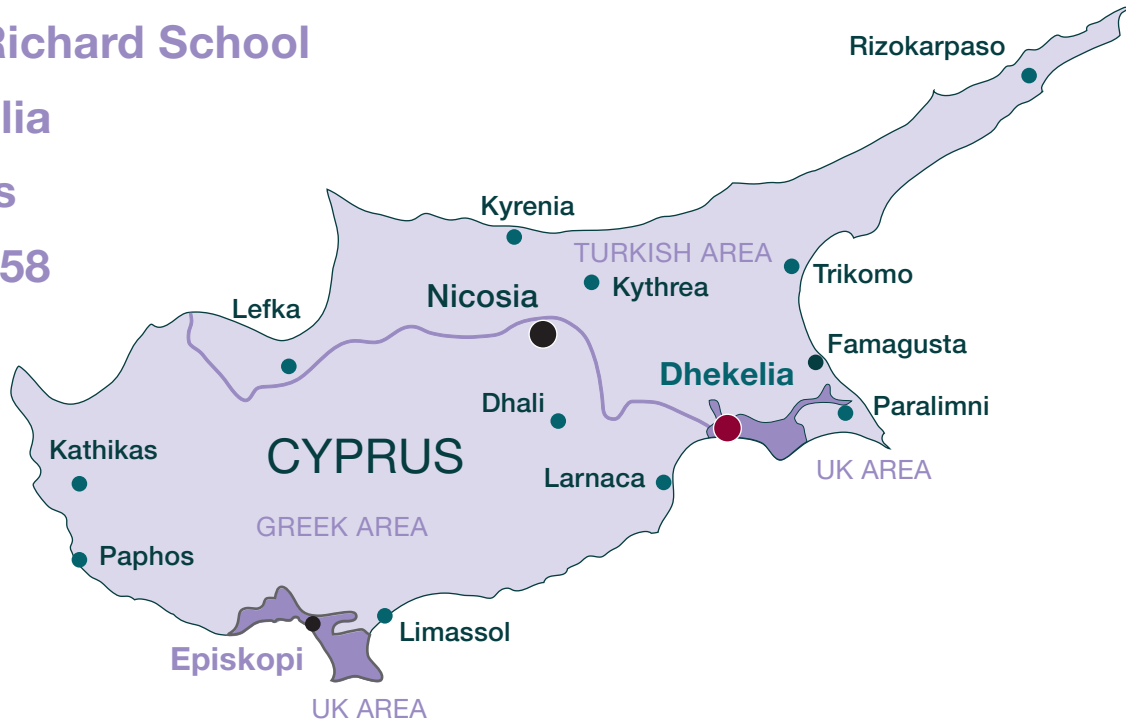 Richard School
lia
s
58
Rizokarpaso
Kyrenia
TURKISH AREA
Trikomo
Kythrea
Nicosia
Lefka
Famagusta
Dhekelia
Dhali
Paralimni
Kathikas
CYPRUS
UK AREA
Larnaca
GREEK AREA
Paphos
Limassol
Episkopi
UK AREA